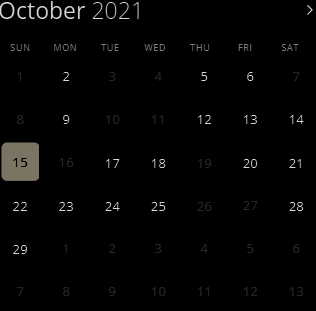 October 2021
SUN MON TUE WED THU FRI SAT
1 2 3 4 5 6 7
8 9 10 11 12 13 14
15 16 17 18 19 20 21
22 23 24 25 26 27 28
29 1 2 3 4 5 6
7 8 9 10 11 12 13